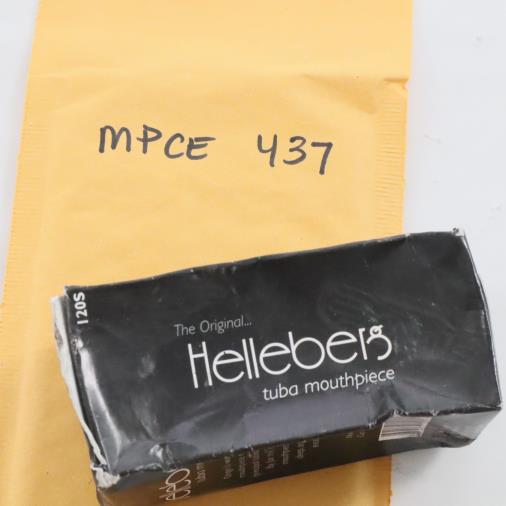 MPCE 437
120S
The Original...
Helleberg
tuba mouthpiece